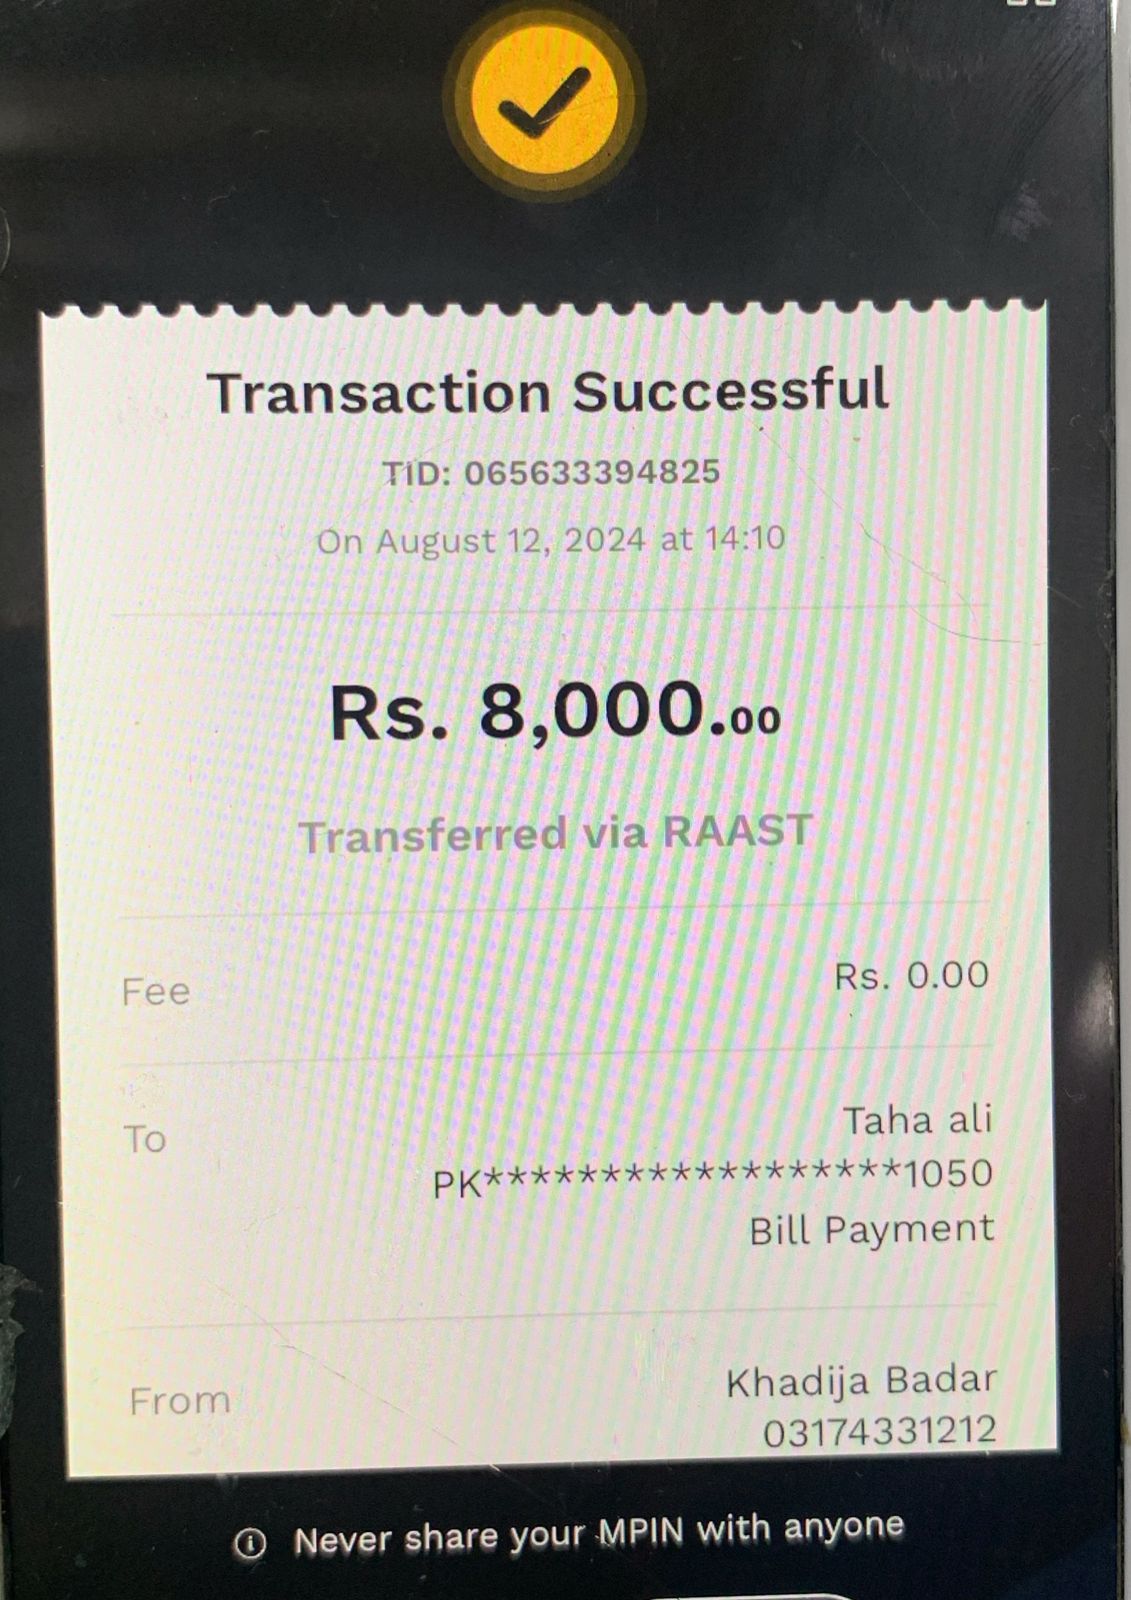 Transaction Successful
TID: 065633394825
On August 12, 2024 at 14:10
Rs. 8,000.00
Transferred via RAAST
Fee
Rs. 0.00
To
Taha ali
PK******************1050
Bill Payment
From
Khadija Badar
03174331212
Never share your MPIN with anyone